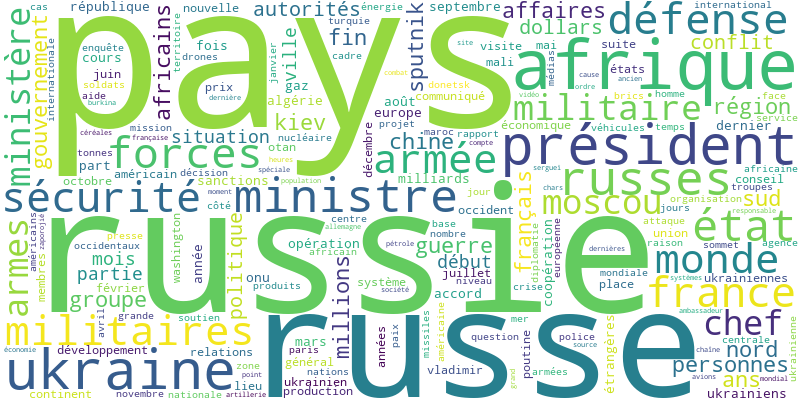 cas
république
nouvelle
autorités
turquie
énergie
septembre
affaires
international
ministère
gouvernement
internationale
enquête
cours
juin
soldats
aide
burkina
pays
africains
territoire
fois
drones
prix
dernière
ville
janvier
gaz
fin
cadre
sputnik
visite
mai
mali
dollars
suite
états
médias
défense
conflit
site
combat
donetsk
communiqué
algérie
kiev
août
europe
projet
afrique
cause
ordre
ancien
vidéo
brics
homme
face
service
militaire
région
céréales
mission
française
situation
nucléaire
otan
chine
maroc
rapport
compte
économique
véhicules
temps
dernier
tonnes
part
forces
américain
décision
sanctions
heures
spéciale
population
décembre
milliards
armée
président
serguei
africaine
conseil
octobre
sécurité
ministre
jour
français
chars
russes
moscou
troupes
organisation
jours
sud
responsable
côté
moment
centre
allemande
occident
base
nombre
attaque
union
raison
sommet
état
agence
armes
américains
zaporijé
presse
occidentaux
mois
partie
washington
année
politique
opération
africain
onu
produits
pétrole
système
société
guerre
début
juillet
niveau
accord
diplomatie
crise
coopération
européenne
dernières
mondiale
place
monde
ukrainiennes
systèmes
russie
membres
février
groupe
avril
grande
soutien
millions
france
ambassadeur
militaires
mars
paris
général
années
paix
missiles
américaine
mer
question
police
source
étrangères
chef
centrale
ukrainienne
économie
développement
relations
zone
point
nations
ukrainien
production
poutine
vladimir
grand
armées
russe
nord
chaîne
personnes
avions
ans
mondial
ukrainiens
ukraine
continent
novembre
nationale
lieu
artillerie